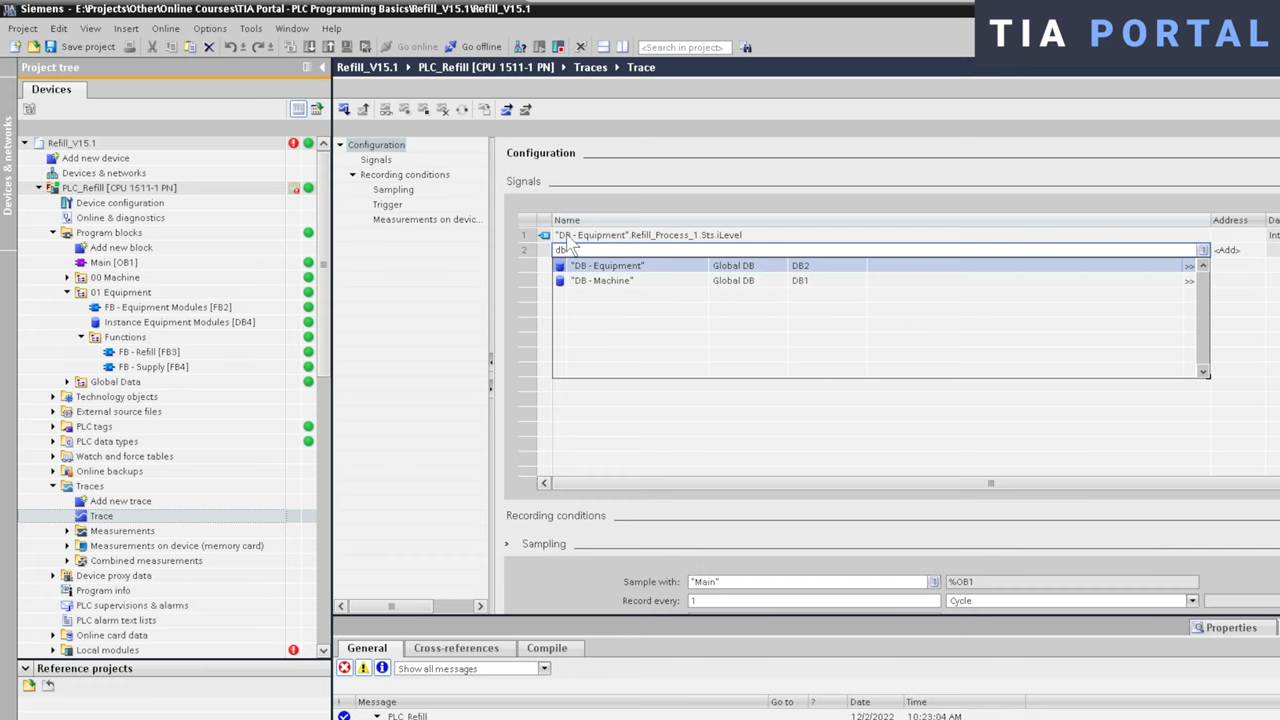 Siemens - E:\Projects\Other\Online Courses\TIA Portal - PLC Programming Basics\Refill_V15.1\Refill_V15.1
TIA PORTAL
Project Edit View Insert Online Options Tools Window Help
Save project
Go online Go offline
<Search in project>
Project tree
Refill_V15.1 PLC_Refill [CPU 1511-1 PN] Traces Trace
Devices
Devices & networks
Refill_V15.1
Add new device
Devices & networks
PLC_Refill [CPU 1511-1 PN]
Device configuration
Online & diagnostics
Program blocks
Add new block
Main [OB1]
00 Machine
01 Equipment
FB - Equipment Modules [FB2]
Instance Equipment Modules [DB4]
Functions
FB - Refill [FB3]
FB - Supply [FB4]
Global Data
Technology objects
External source files
PLC tags
PLC data types
Watch and force tables
Online backups
Traces
Add new trace
Trace
Measurements
Measurements on device (memory card)
Combined measurements
Device proxy data
Program info
PLC supervisions & alarms
PLC alarm text lists
Online card data
Local modules
Reference projects
Configuration
Signals
Recording conditions
Sampling
Trigger
Measurements on devic...
Configuration
Signals
Name Address Da
1 "DB - Equipment".Refill_Process_1.Sts.iLevel Int
2 db <Add>
"DB - Equipment" Global DB DB2 >>
"DB - Machine" Global DB DB1 >>
Recording conditions
Sampling
Sample with: "Main" %OB1
Record every: 1 Cycle
Properties
General Cross-references Compile
Show all messages
! Message Go to ? Date Time
PLC_Refill 12/2/2022 10:23:04 AM